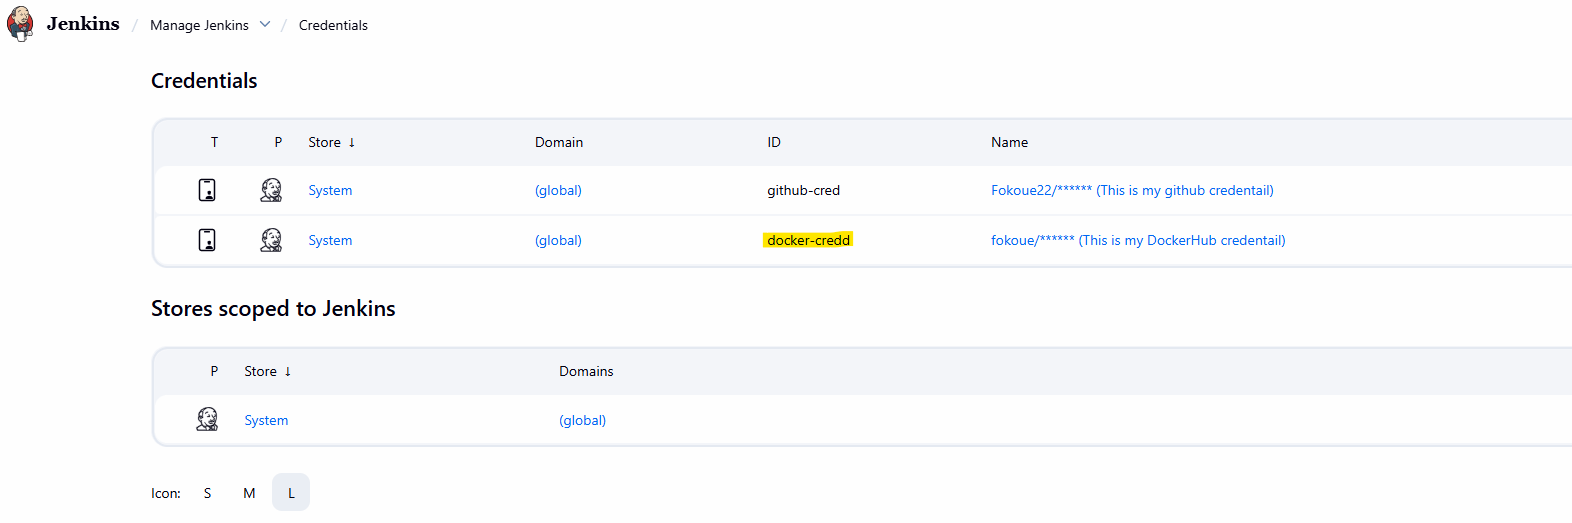 Jenkins / Manage Jenkins / Credentials
Credentials
T P Store ↓ Domain ID Name
System (global) github-cred Fokoue22/****** (This is my github credentail)
System (global) docker-credd fokoue/****** (This is my DockerHub credentail)
Stores scoped to Jenkins
P Store ↓ Domains
System (global)
Icon: S M L